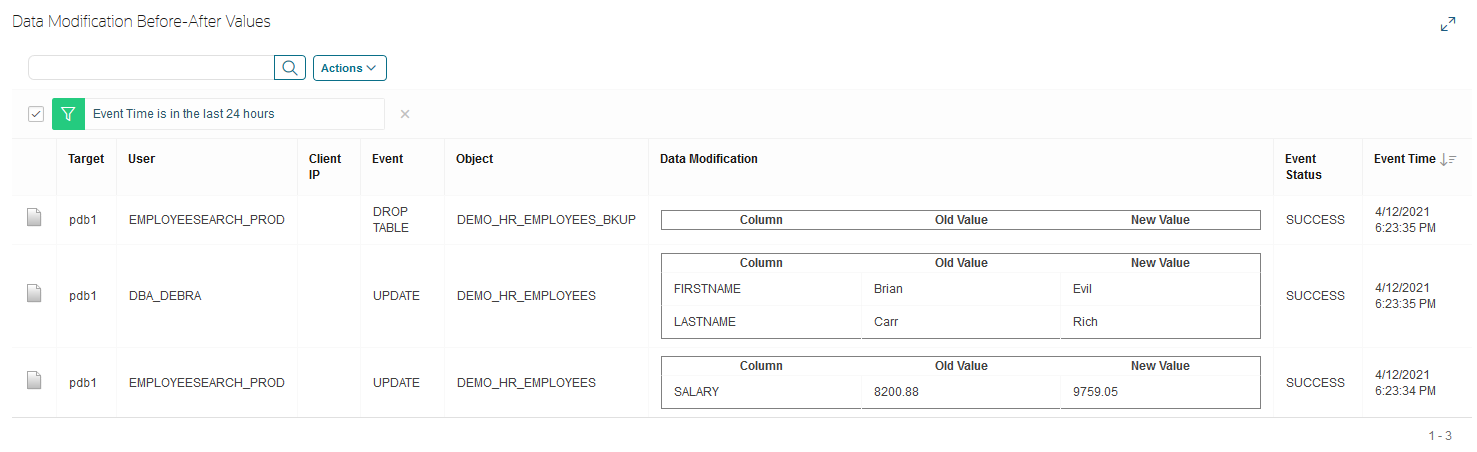 Data Modification Before-After Values
Actions
Event Time is in the last 24 hours
Target User Client IP Event Object Data Modification Event Status Event Time
pdb1 EMPLOYEESEARCH_PROD DROP TABLE DEMO_HR_EMPLOYEES_BKUP Column Old Value New Value SUCCESS 4/12/2021 6:23:35 PM
Column Old Value New Value
pdb1 DBA_DEBRA UPDATE DEMO_HR_EMPLOYEES FIRSTNAME Brian Evil SUCCESS 4/12/2021 6:23:35 PM
LASTNAME Carr Rich
Column Old Value New Value
pdb1 EMPLOYEESEARCH_PROD UPDATE DEMO_HR_EMPLOYEES SALARY 8200.88 9759.05 SUCCESS 4/12/2021 6:23:34 PM
1 - 3